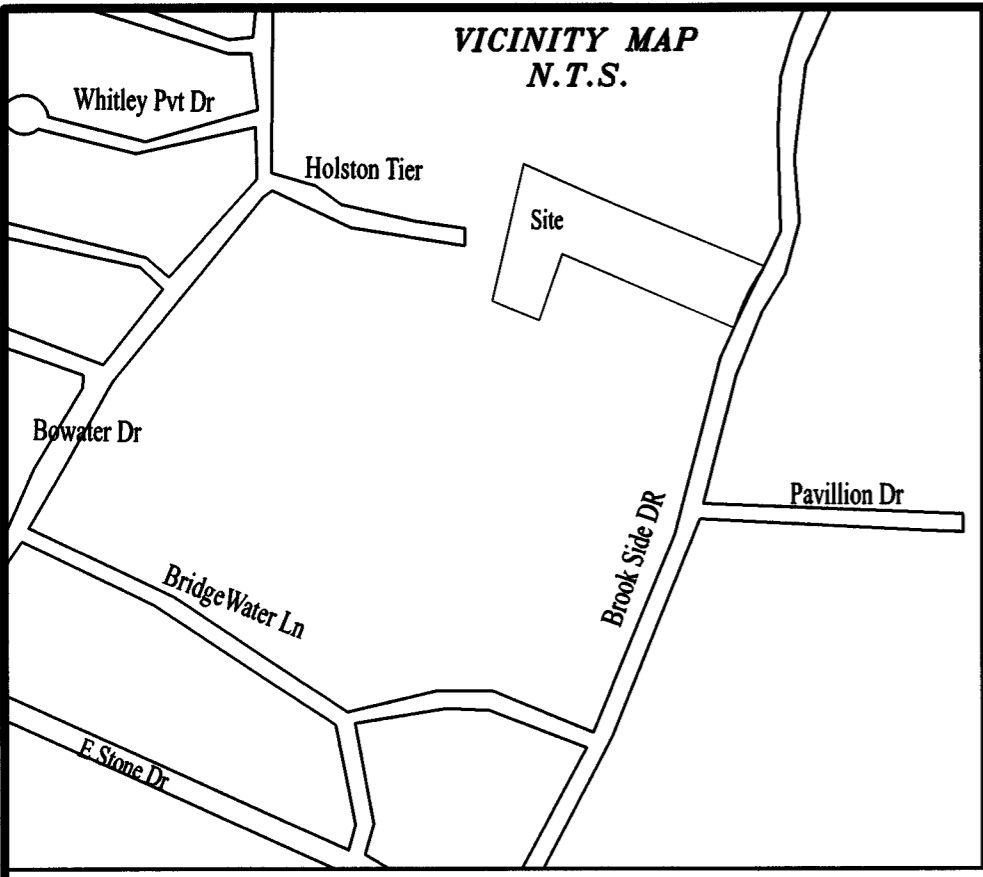 VICINITY MAP
N.T.S.
Whitley Pvt Dr
Holston Tier
Site
Bowater Dr
Pavillion Dr
Brook Side DR
BridgeWater Ln
E Stone Dr